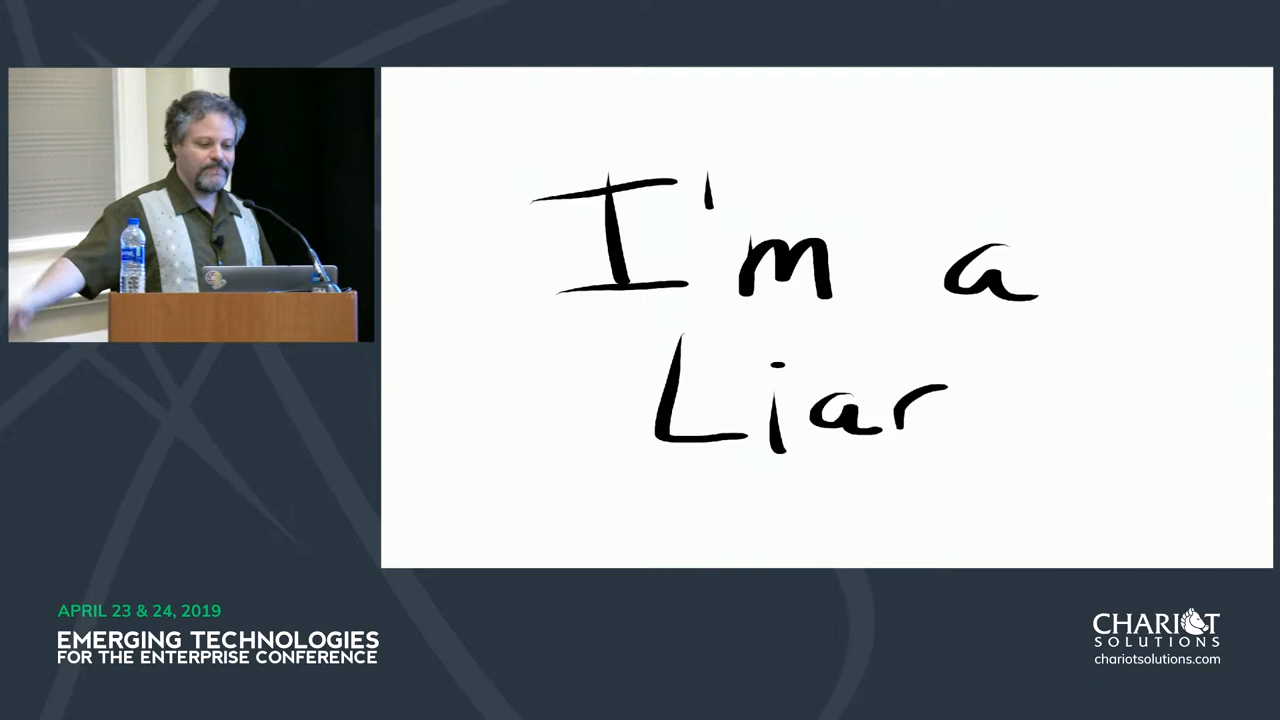 I'm a
Liar
APRIL 23 & 24, 2019
EMERGING TECHNOLOGIES
FOR THE ENTERPRISE CONFERENCE
CHARIOT
SOLUTIONS
chariotsolutions.com